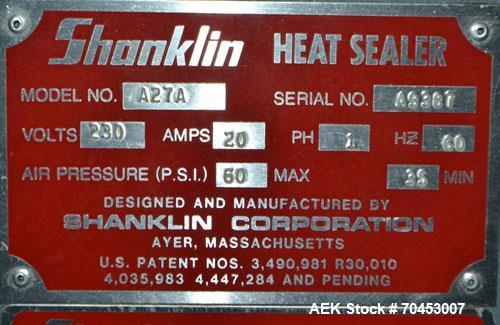 Shanklin HEAT SEALER
MODEL NO. A27A SERIAL NO. A9387
VOLTS 230 AMPS 20 PH 1 HZ 60
AIR PRESSURE (P.S.I.) 60 MAX 35 MIN
DESIGNED AND MANUFACTURED BY
SHANKLIN CORPORATION
AYER, MASSACHUSETTS
U.S. PATENT NOS. 3,490,981 R30,010
4,035,983 4,447,284 AND PENDING
AEK Stock # 70453007